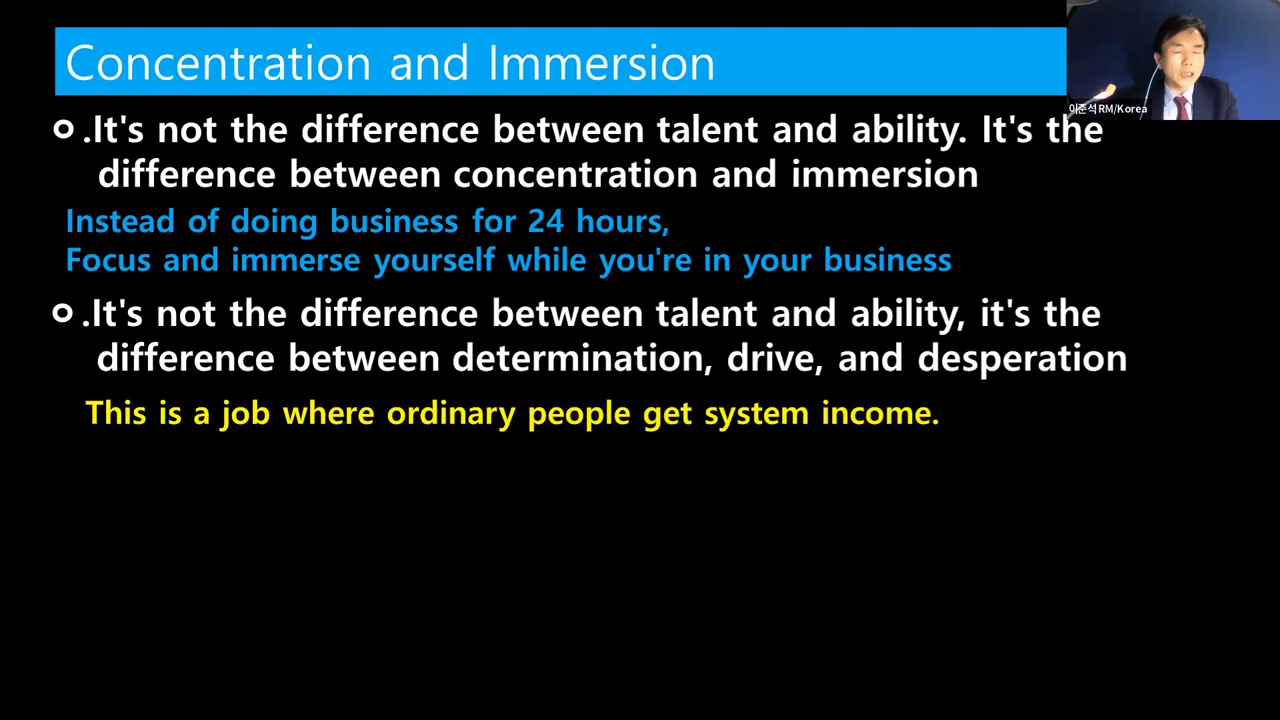 Concentration and Immersion
이준석 RM/Korea
.It's not the difference between talent and ability. It's the
difference between concentration and immersion
Instead of doing business for 24 hours,
Focus and immerse yourself while you're in your business
.It's not the difference between talent and ability, it's the
difference between determination, drive, and desperation
This is a job where ordinary people get system income.